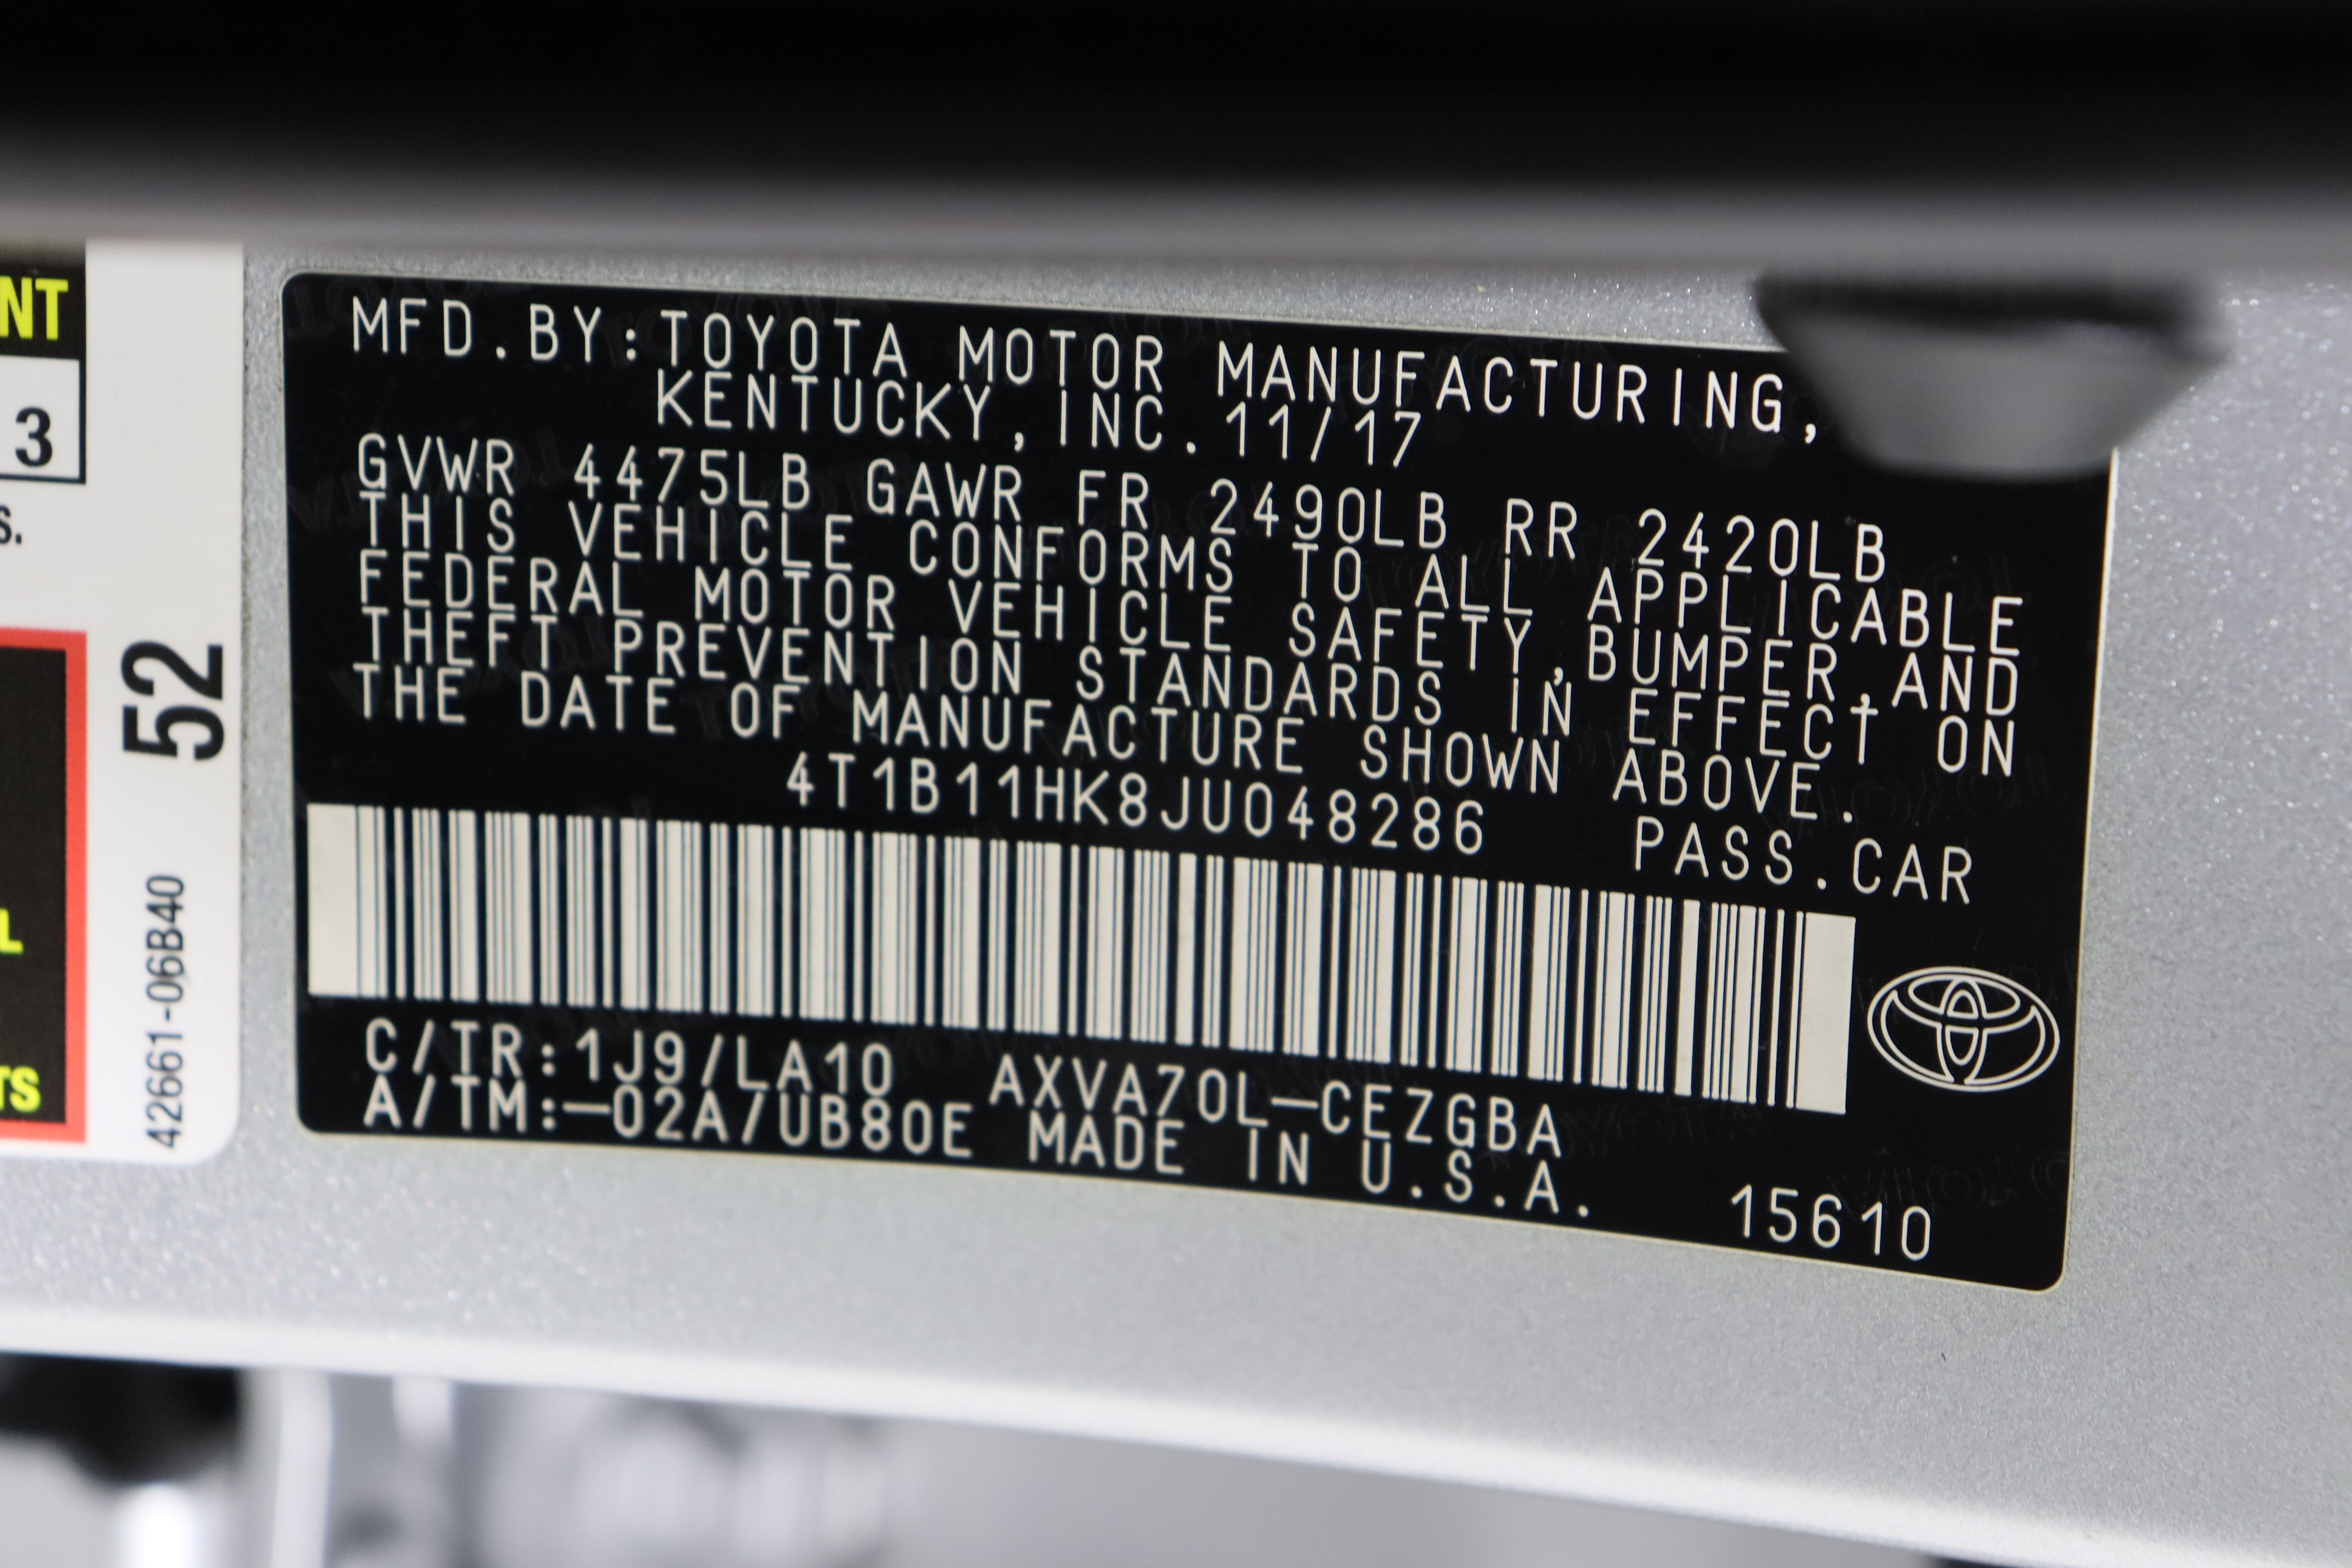 NT
3
s.
52
L
TS
42661-06B40
MFD.BY:TOYOTA MOTOR MANUFACTURING,
KENTUCKY,INC.11/17
GVWR 4475LB GAWR FR 2490LB RR 2420LB
THIS VEHICLE CONFORMS TO ALL APPLICABLE
FEDERAL MOTOR VEHICLE SAFETY,BUMPER,AND
THEFT PREVENTION STANDARDS IN EFFECT ON
THE DATE OF MANUFACTURE SHOWN ABOVE.
4T1B11HK8JU048286 PASS.CAR
C/TR:1J9/LA10 AXVA70L—CEZGBA
A/TM:—02A/UB80E MADE IN U.S.A. 15610